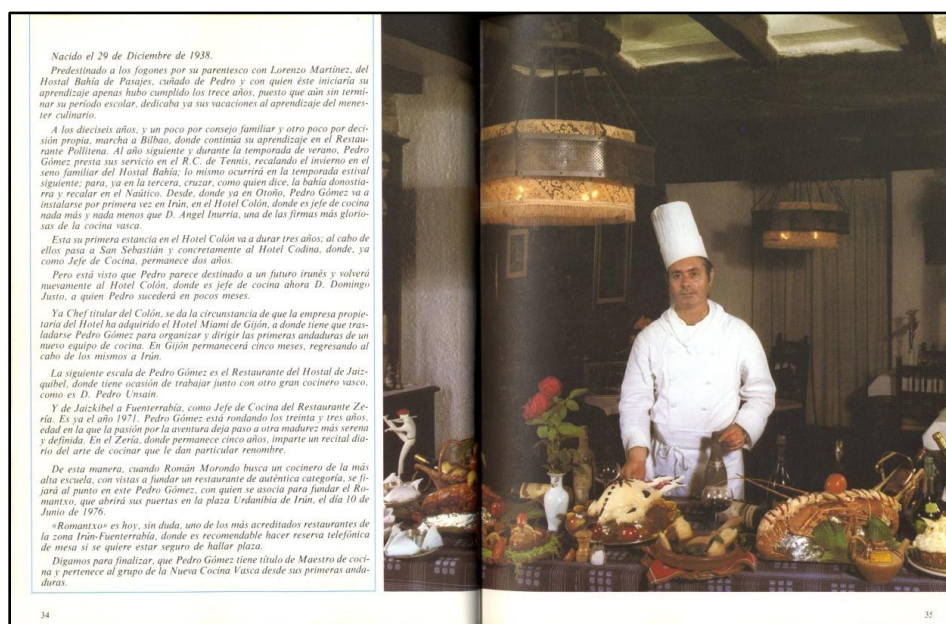 Nacido el 29 de Diciembre de 1938.
Predestinado a los fogones por su parentesco con Lorenzo Martínez, del
Hostal Bahía de Pasajes, cuñado de Pedro y con quien éste iniciaría su
aprendizaje apenas hubo cumplido los trece años, puesto que aún sin termi-
nar su período escolar, dedicaba ya sus vacaciones al aprendizaje del menes-
ter culinario.
A los dieciseis años, y un poco por consejo familiar y otro poco por deci-
sión propia, marcha a Bilbao, donde continúa su aprendizaje en el Restau-
rante Pollitena. Al año siguiente y durante la temporada de verano, Pedro
Gómez presta sus servicio en el R.C. de Tennis, recalando el invierno en el
seno familiar del Hostal Bahía; lo mismo ocurrirá en la temporada estival
siguiente; para, ya en la tercera, cruzar, como quien dice, la bahía donostia-
rra y recalar en el Naútico. Desde, donde ya en Otoño, Pedro Gómez va a
instalarse por primera vez en Irún, en el Hotel Colón, donde es jefe de cocina
nada más y nada menos que D. Angel Inurria, una de las firmas más glorio-
sas de la cocina vasca.
Esta su primera estancia en el Hotel Colón va a durar tres años; al cabo de
ellos pasa a San Sebastián y concretamente al Hotel Codina, donde, ya
como Jefe de Cocina, permanece dos años.
Pero está visto que Pedro parece destinado a un futuro irunés y volverá
nuevamente al Hotel Colón, donde es jefe de cocina ahora D. Domingo
Justo, a quien Pedro sucederá en pocos meses.
Ya Chef titular del Colón, se da la circunstancia de que la empresa propie-
taria del Hotel ha adquirido el Hotel Miami de Gijón, a donde tiene que tras-
ladarse Pedro Gómez para organizar y dirigir las primeras andaduras de un
nuevo equipo de cocina. En Gijón permanecerá cinco meses, regresando al
cabo de los mismos a Irún.
La siguiente escala de Pedro Gómez es el Restaurante del Hostal de Jaiz-
quibel, donde tiene ocasión de trabajar junto con otro gran cocinero vasco,
como es D. Pedro Unsain.
Y de Jaizkibel a Fuenterrabía, como Jefe de Cocina del Restaurante Ze-
ría. Es ya el año 1971. Pedro Gómez está rondando los treinta y tres años,
edad en la que la pasión por la aventura deja paso a otra madurez más serena
y definida. En el Zería, donde permanece cinco años, imparte un recital dia-
rio del arte de cocinar que le dan particular renombre.
De esta manera, cuando Román Morondo busca un cocinero de la más
alta escuela, con vistas a fundar un restaurante de auténtica categoría, se fi-
jará al punto en este Pedro Gómez, con quien se asocia para fundar el Ro-
mantxo, que abrirá sus puertas en la plaza Urdanibia de Irún, el día 10 de
Junio de 1976.
«Romantxo» es hoy, sin duda, uno de los más acreditados restaurantes de
la zona Irún-Fuenterrabía, donde es recomendable hacer reserva telefónica
de mesa si se quiere estar seguro de hallar plaza.
Digamos para finalizar, que Pedro Gómez tiene título de Maestro de coci-
na y pertenece al grupo de la Nueva Cocina Vasca desde sus primeras anda-
duras.
34
35